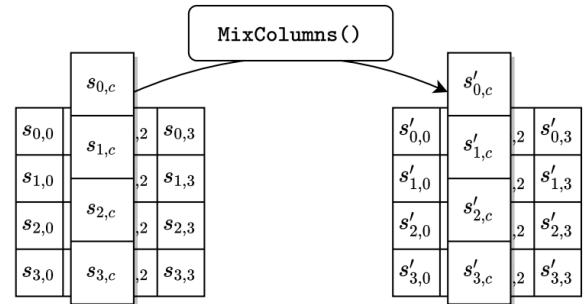 MixColumns()
s₀,c s′₀,c
s₀,₀ ,₂ s₀,₃ s′₀,₀ ,₂ s′₀,₃
s₁,c s′₁,c
s₁,₀ ,₂ s₁,₃ s′₁,₀ ,₂ s′₁,₃
s₂,c s′₂,c
s₂,₀ ,₂ s₂,₃ s′₂,₀ ,₂ s′₂,₃
s₃,₀ s₃,c ,₂ s₃,₃ s′₃,₀ s′₃,c ,₂ s′₃,₃